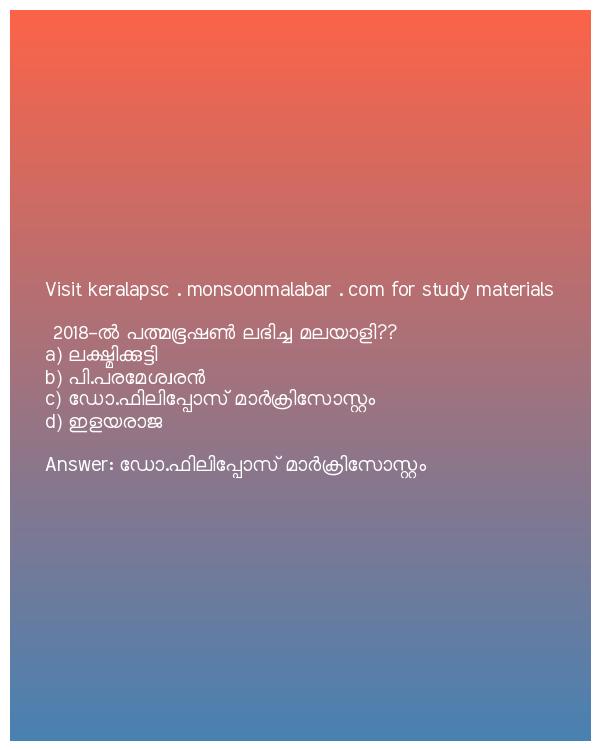 Visit keralapsc . monsoonmalabar . com for study materials
2018-ൽ പത്മഭൂഷൺ ലഭിച്ച മലയാളി??
a) ലക്ഷ്മിക്കുട്ടി
b) പി.പരമേശ്വരൻ
c) ഡോ.ഫിലിപ്പോസ് മാർക്രിസോസ്റ്റം
d) ഇളയരാജ
Answer: ഡോ.ഫിലിപ്പോസ് മാർക്രിസോസ്റ്റം